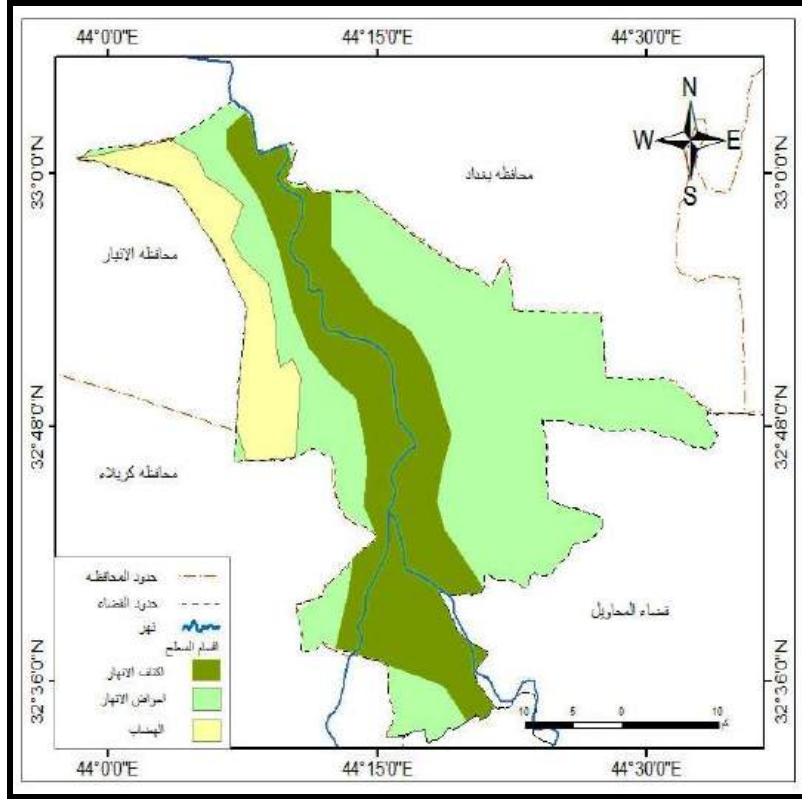 44°0'0"E 44°15'0"E 44°30'0"E
N
W E
S
33°0'0"N 33°0'0"N
محافظه بغداد
محافظه الانبار
32°48'0"N 32°48'0"N
محافظه كربلاء
قضاء المحاويل
حدود المحافظه
حدود القضاء
نهر
اقسام السطح
اكتاف الانهار
احواض الانهار
الهضاب
32°36'0"N 32°36'0"N
10 5 0 10
كم
44°0'0"E 44°15'0"E 44°30'0"E